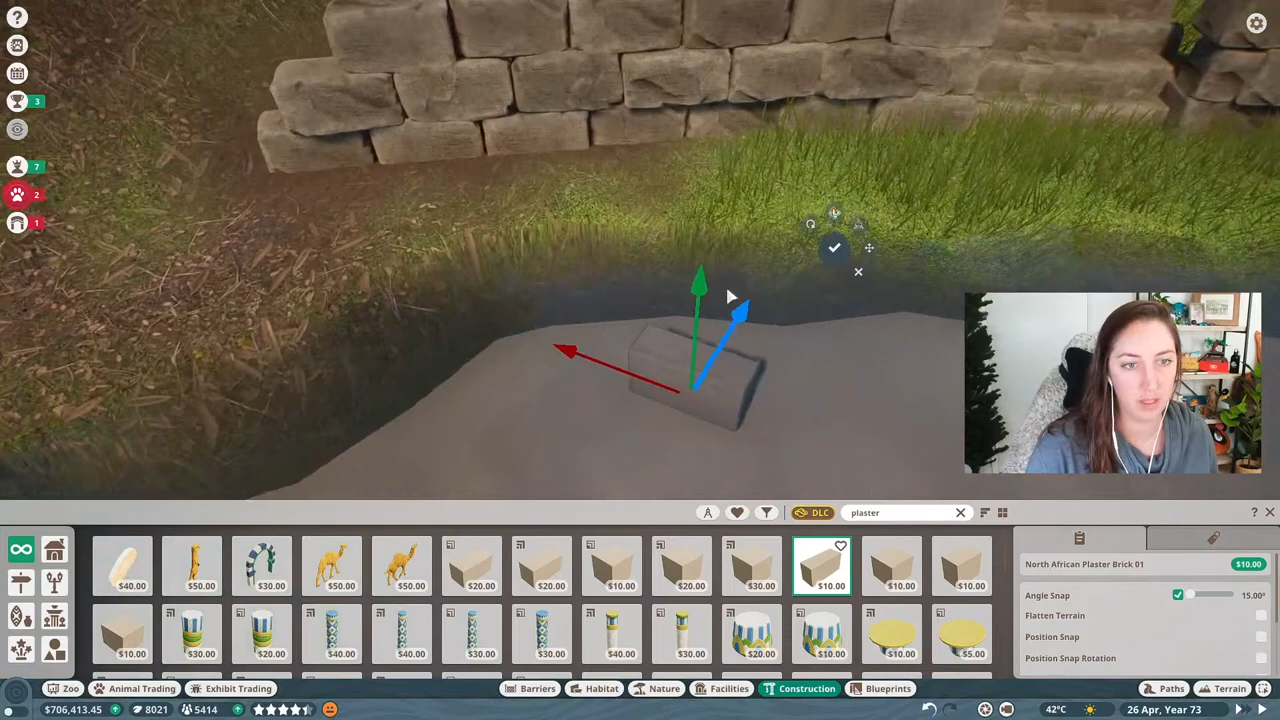 3
7
2
1
DLC
plaster
?
$40.00
$50.00
$30.00
$50.00
$50.00
$20.00
$20.00
$10.00
$20.00
$30.00
$10.00
$10.00
$10.00
North African Plaster Brick 01
$10.00
Angle Snap
15.00°
Flatten Terrain
Position Snap
Position Snap Rotation
$10.00
$30.00
$20.00
$40.00
$40.00
$30.00
$30.00
$40.00
$30.00
$20.00
$10.00
$10.00
$5.00
Zoo
Animal Trading
Exhibit Trading
Barriers
Habitat
Nature
Facilities
Construction
Blueprints
Paths
Terrain
$706,413.45
8021
5414
42°C
26 Apr, Year 73